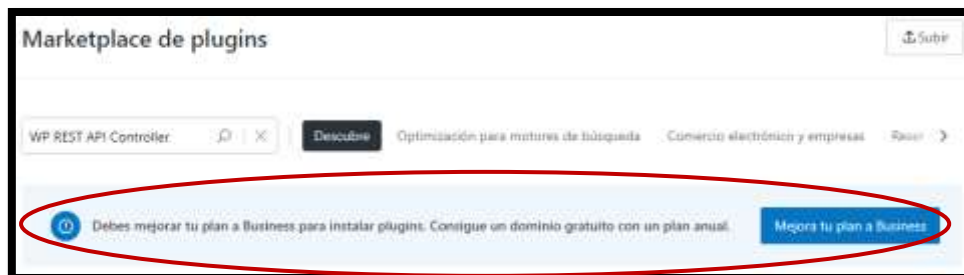 Marketplace de plugins
Subir
WP REST API Controller
Descubre
Optimización para motores de búsqueda
Comercio electrónico y empresas
Debes mejorar tu plan a Business para instalar plugins. Consigue un dominio gratuito con un plan anual.
Mejora tu plan a Business